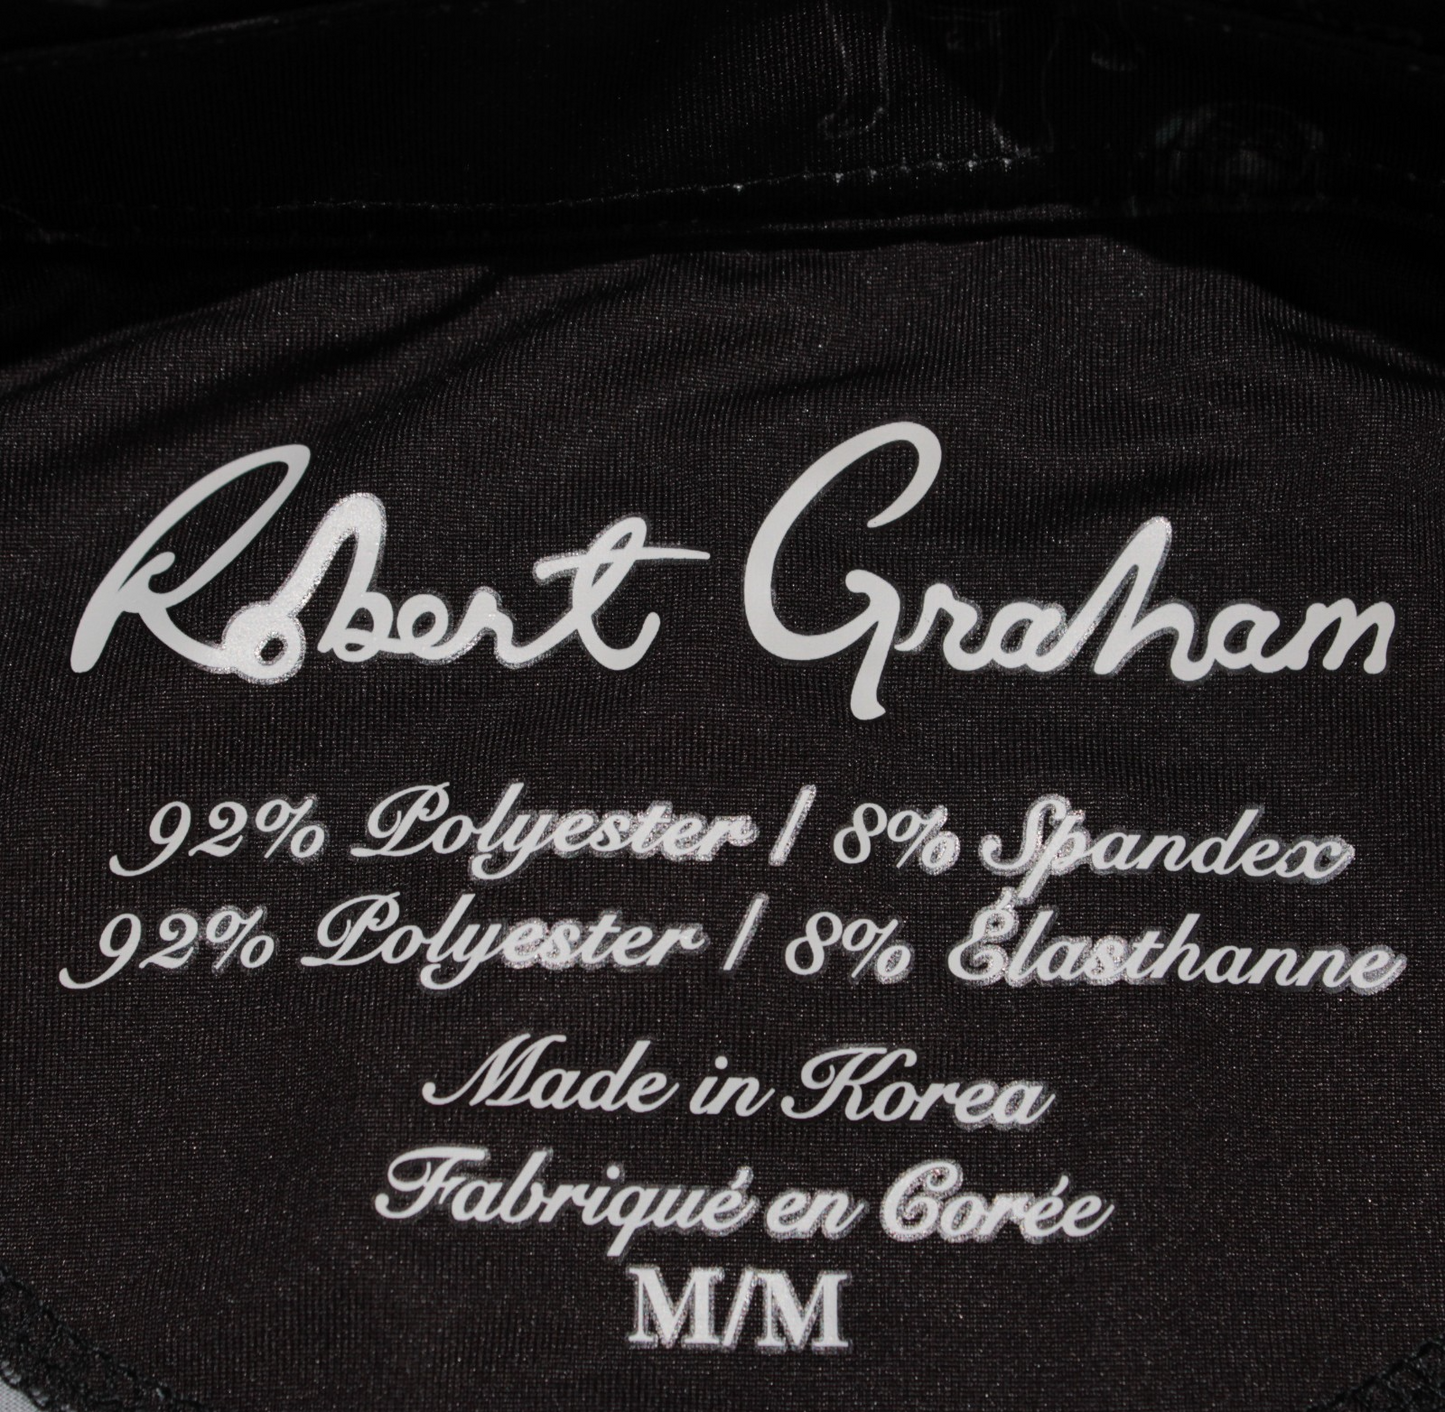 Robert Graham
92% Polyester / 8% Spandex
92% Polyester / 8% Élasthanne
Made in Korea
Fabriqué en Corée
M/M